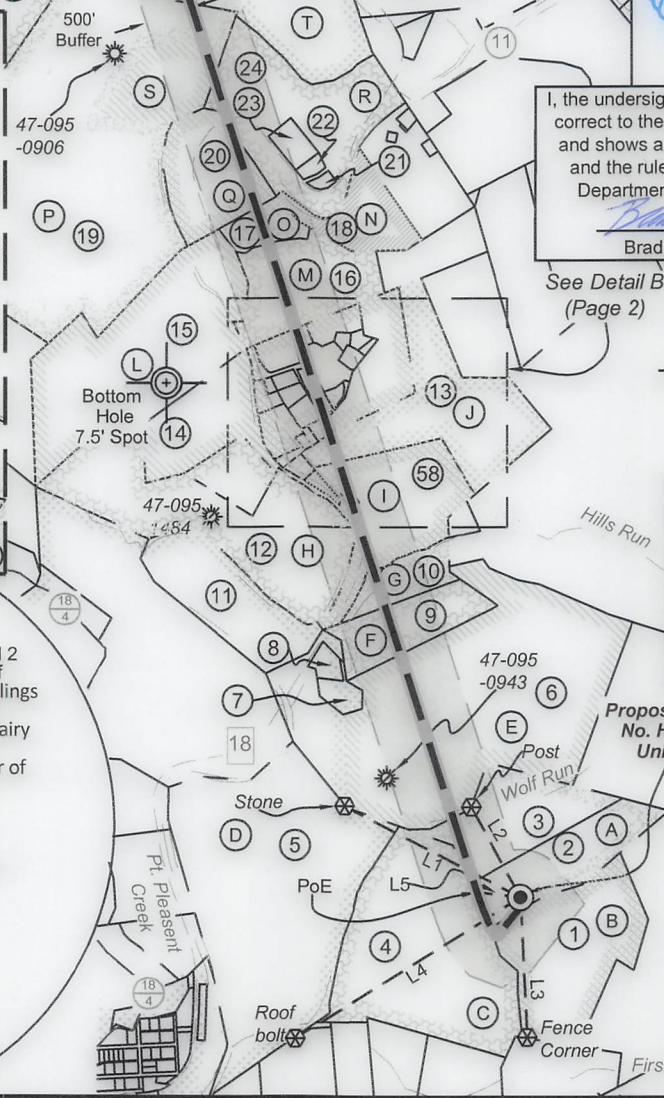 500'
Buffer
T
11
24
S
23
R
22
47-095
-0906
I, the undersig
correct to the
and shows a
and the rule
Departmen
Brad
20
21
Q
P
19
O
18
N
17
M
16
See Detail B
(Page 2)
15
L
Bottom
Hole
7.5' Spot
14
13
J
58
I
47-095
Hills Run
12
H
G
10
11
9
18
4
F
8
l 2
f
lings
airy
r of
47-095
-0943
6
7
E
Propos
No. H
Uni
18
Post
Wolf Run
Stone
D
5
L2
3
2
A
L1
PoE
L5
Pt. Pleasent
Creek
4
1
B
L4
18
4
L3
C
Roof
bolt
Fence
Corner
Firs